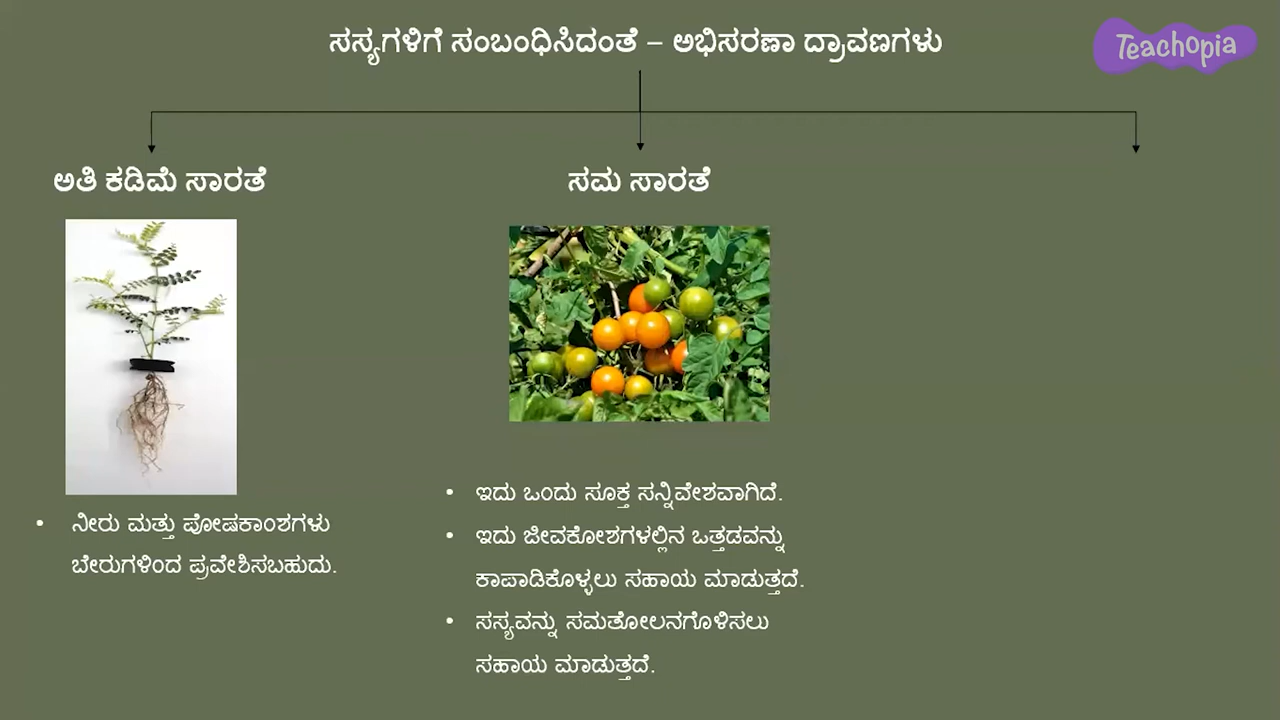 ಸಸ್ಯಗಳಿಗೆ ಸಂಬಂಧಿಸಿದಂತೆ – ಅಭಿಸರಣಾ ದ್ರಾವಣಗಳು
Teachopia
ಅತಿ ಕಡಿಮೆ ಸಾರತೆ
ನೀರು ಮತ್ತು ಪೋಷಕಾಂಶಗಳು
ಬೇರುಗಳಿಂದ ಪ್ರವೇಶಿಸಬಹುದು.
ಸಮ ಸಾರತೆ
ಇದು ಒಂದು ಸೂಕ್ತ ಸನ್ನಿವೇಶವಾಗಿದೆ.
ಇದು ಜೀವಕೋಶಗಳಲ್ಲಿನ ಒತ್ತಡವನ್ನು
ಕಾಪಾಡಿಕೊಳ್ಳಲು ಸಹಾಯ ಮಾಡುತ್ತದೆ.
ಸಸ್ಯವನ್ನು ಸಮತೋಲನಗೊಳಿಸಲು
ಸಹಾಯ ಮಾಡುತ್ತದೆ.